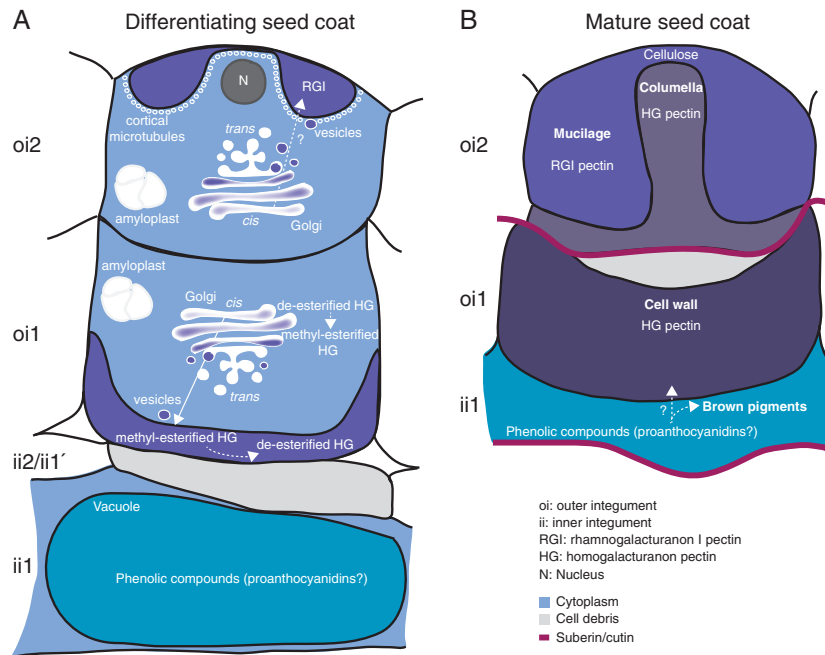 A
Differentiating seed coat
N
RGI
cortical
microtubules
trans
?
vesicles
oi2
amyloplast
cis
Golgi
amyloplast
Golgi
cis
de-esterified HG
methyl-esterified
HG
oi1
trans
vesicles
methyl-esterified HG
de-esterified HG
ii2/ii1´
Vacuole
ii1
Phenolic compounds (proanthocyanidins?)
B
Mature seed coat
Cellulose
Columella
HG pectin
Mucilage
RGI pectin
oi2
oi1
Cell wall
HG pectin
ii1
?
Brown pigments
Phenolic compounds (proanthocyanidins?)
oi: outer integument
ii: inner integument
RGI: rhamnogalacturonan I pectin
HG: homogalacturonan pectin
N: Nucleus
Cytoplasm
Cell debris
Suberin/cutin